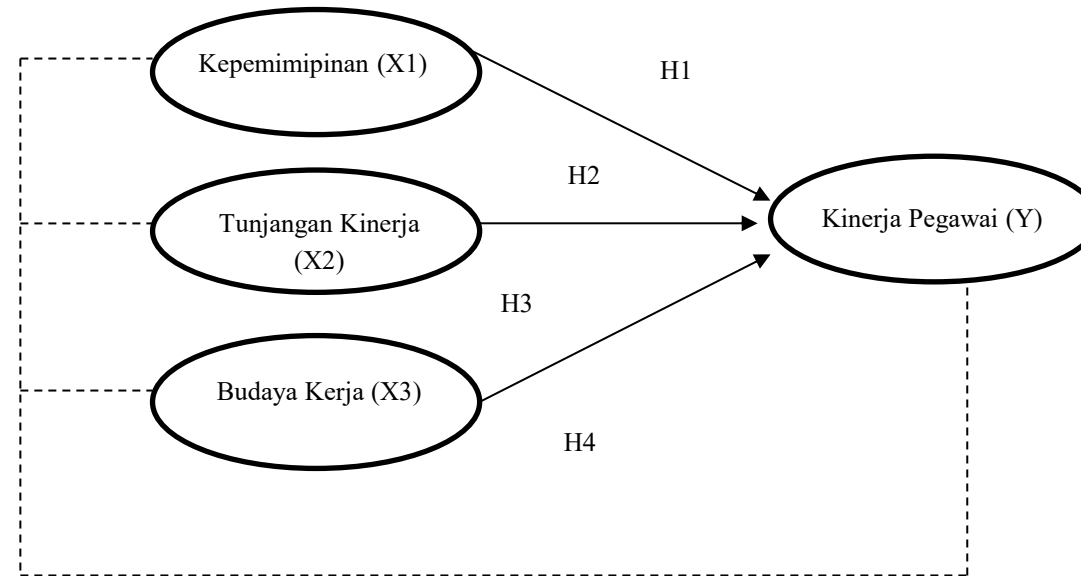 Kepemimipinan (X1)
H1
H2
Tunjangan Kinerja
(X2)
Kinerja Pegawai (Y)
H3
Budaya Kerja (X3)
H4